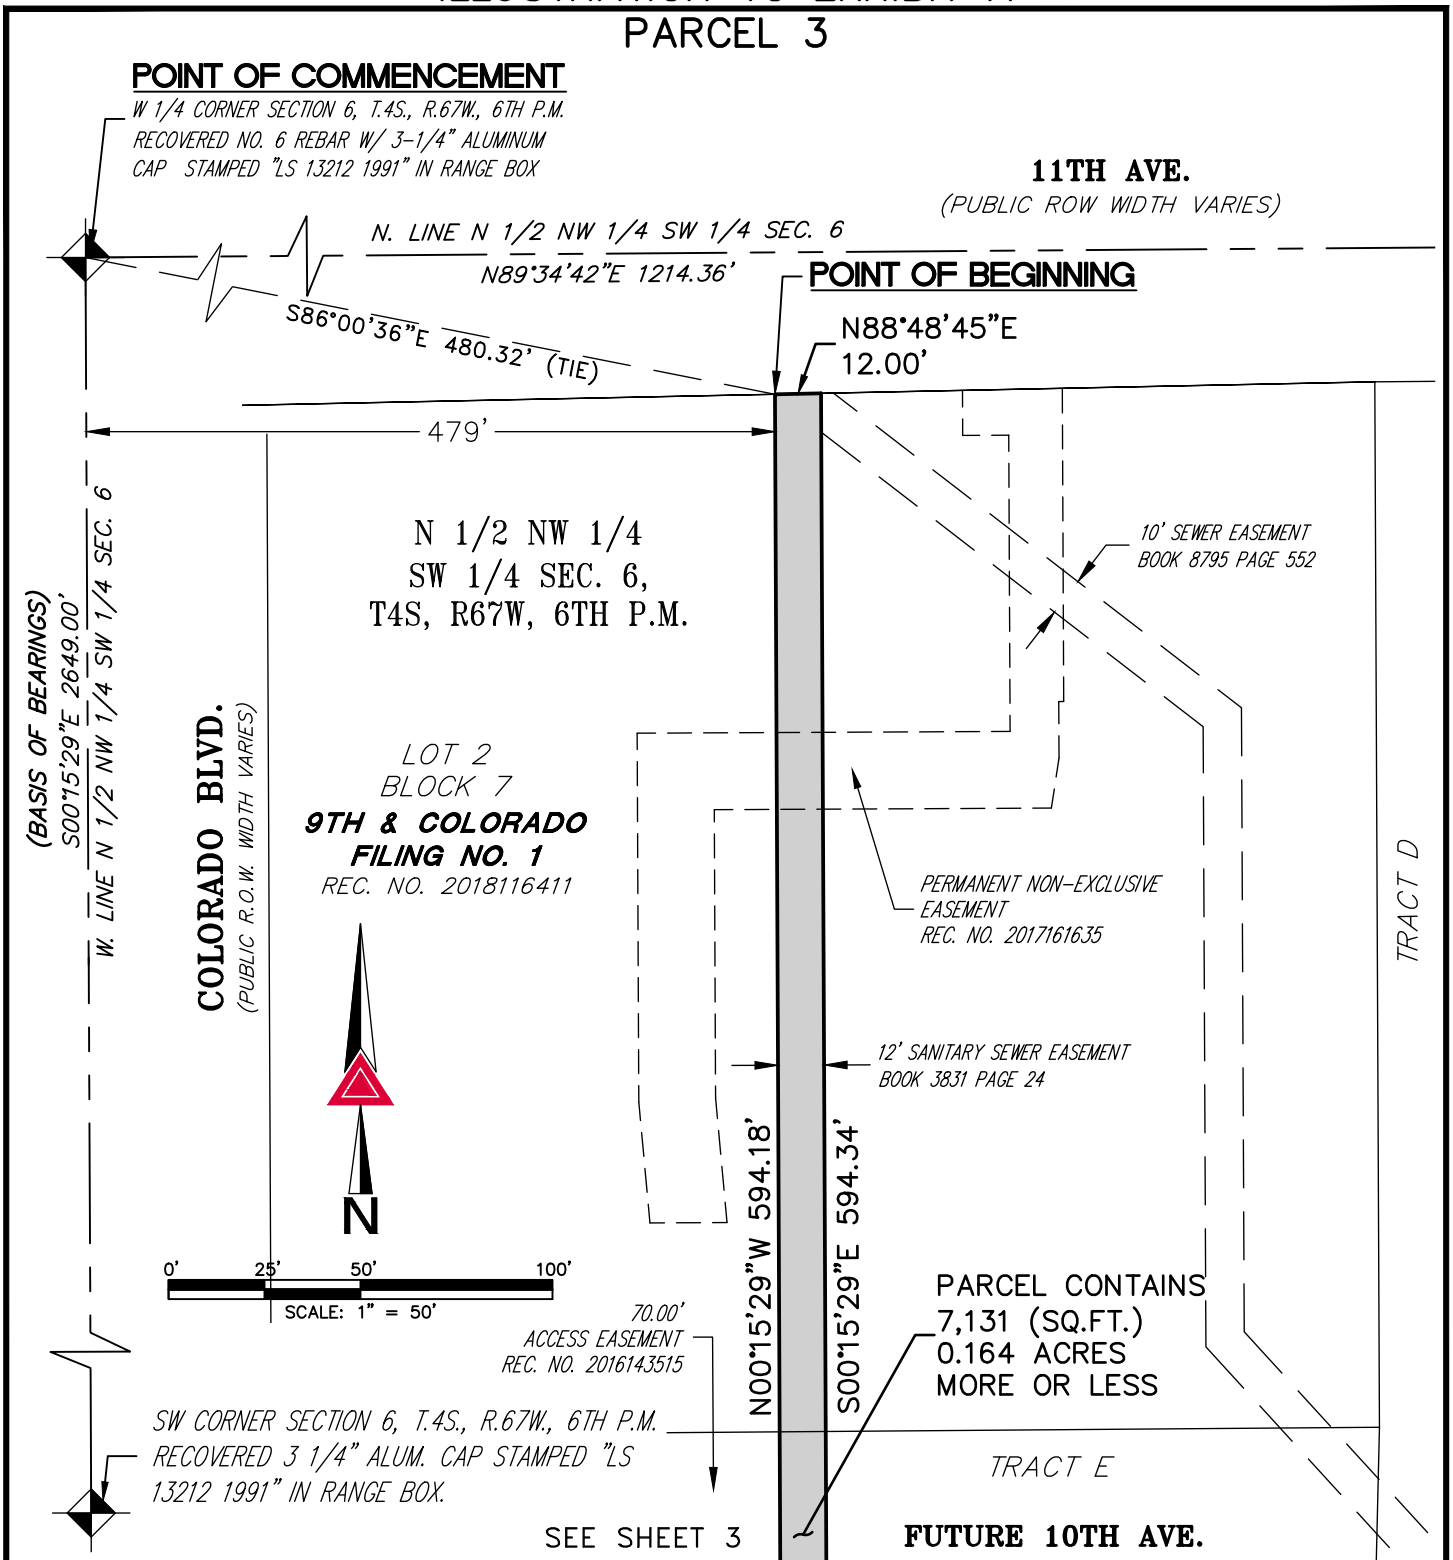 PARCEL 3
POINT OF COMMENCEMENT
W 1/4 CORNER SECTION 6, T.4S., R.67W., 6TH P.M.
RECOVERED NO. 6 REBAR W/ 3-1/4" ALUMINUM
CAP STAMPED "LS 13212 1991" IN RANGE BOX
11TH AVE.
(PUBLIC ROW WIDTH VARIES)
N. LINE N 1/2 NW 1/4 SW 1/4 SEC. 6
N89°34'42"E 1214.36'
POINT OF BEGINNING
S86°00'36"E 480.32' (TIE)
N88°48'45"E
12.00'
479'
N 1/2 NW 1/4
SW 1/4 SEC. 6,
T4S, R67W, 6TH P.M.
10' SEWER EASEMENT
BOOK 8795 PAGE 552
(BASIS OF BEARINGS)
S00°15'29"E 2649.00'
W. LINE N 1/2 NW 1/4 SW 1/4 SEC. 6
COLORADO BLVD.
(PUBLIC R.O.W. WIDTH VARIES)
LOT 2
BLOCK 7
9TH & COLORADO
FILING NO. 1
REC. NO. 2018116411
PERMANENT NON-EXCLUSIVE
EASEMENT
REC. NO. 2017161635
TRACT D
12' SANITARY SEWER EASEMENT
BOOK 3831 PAGE 24
N00°15'29"W 594.18'
S00°15'29"E 594.34'
N
0' 25' 50' 100'
SCALE: 1" = 50'
70.00'
ACCESS EASEMENT
REC. NO. 2016143515
PARCEL CONTAINS
7,131 (SQ.FT.)
0.164 ACRES
MORE OR LESS
SW CORNER SECTION 6, T.4S., R.67W., 6TH P.M.
RECOVERED 3 1/4" ALUM. CAP STAMPED "LS
13212 1991" IN RANGE BOX.
TRACT E
SEE SHEET 3
FUTURE 10TH AVE.